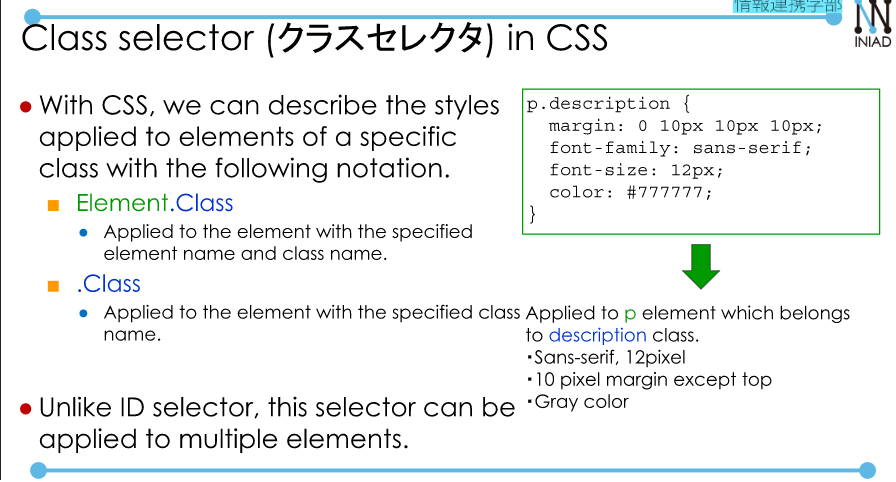 情報連携学部
INIAD
Class selector (クラスセレクタ) in CSS
● With CSS, we can describe the styles
applied to elements of a specific
class with the following notation.
■ Element.Class
● Applied to the element with the specified
element name and class name.
■ .Class
● Applied to the element with the specified class
name.
● Unlike ID selector, this selector can be
applied to multiple elements.
p.description {
  margin: 0 10px 10px 10px;
  font-family: sans-serif;
  font-size: 12px;
  color: #777777;
}
Applied to p element which belongs
to description class.
・Sans-serif, 12pixel
・10 pixel margin except top
・Gray color